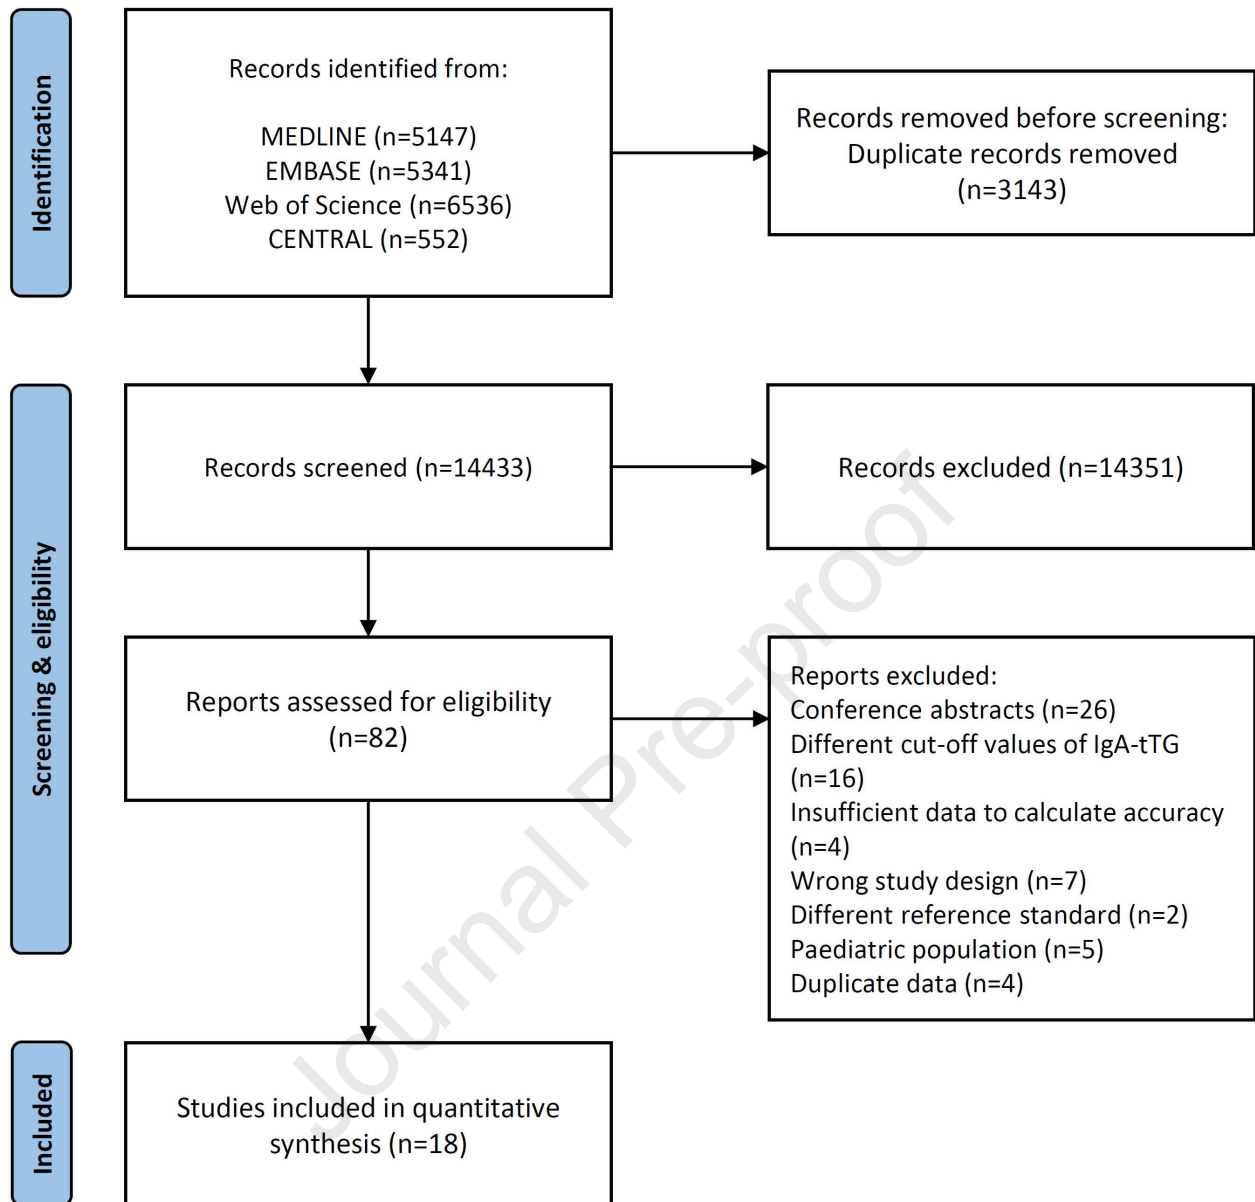 Identification
Records identified from:
MEDLINE (n=5147)
EMBASE (n=5341)
Web of Science (n=6536)
CENTRAL (n=552)
Records removed before screening:
Duplicate records removed
(n=3143)
Screening & eligibility
Records screened (n=14433)
Records excluded (n=14351)
Reports assessed for eligibility
(n=82)
Reports excluded:
Conference abstracts (n=26)
Different cut-off values of IgA-tTG
(n=16)
Insufficient data to calculate accuracy
(n=4)
Wrong study design (n=7)
Different reference standard (n=2)
Paediatric population (n=5)
Duplicate data (n=4)
Included
Studies included in quantitative
synthesis (n=18)
Journal Pre-proof